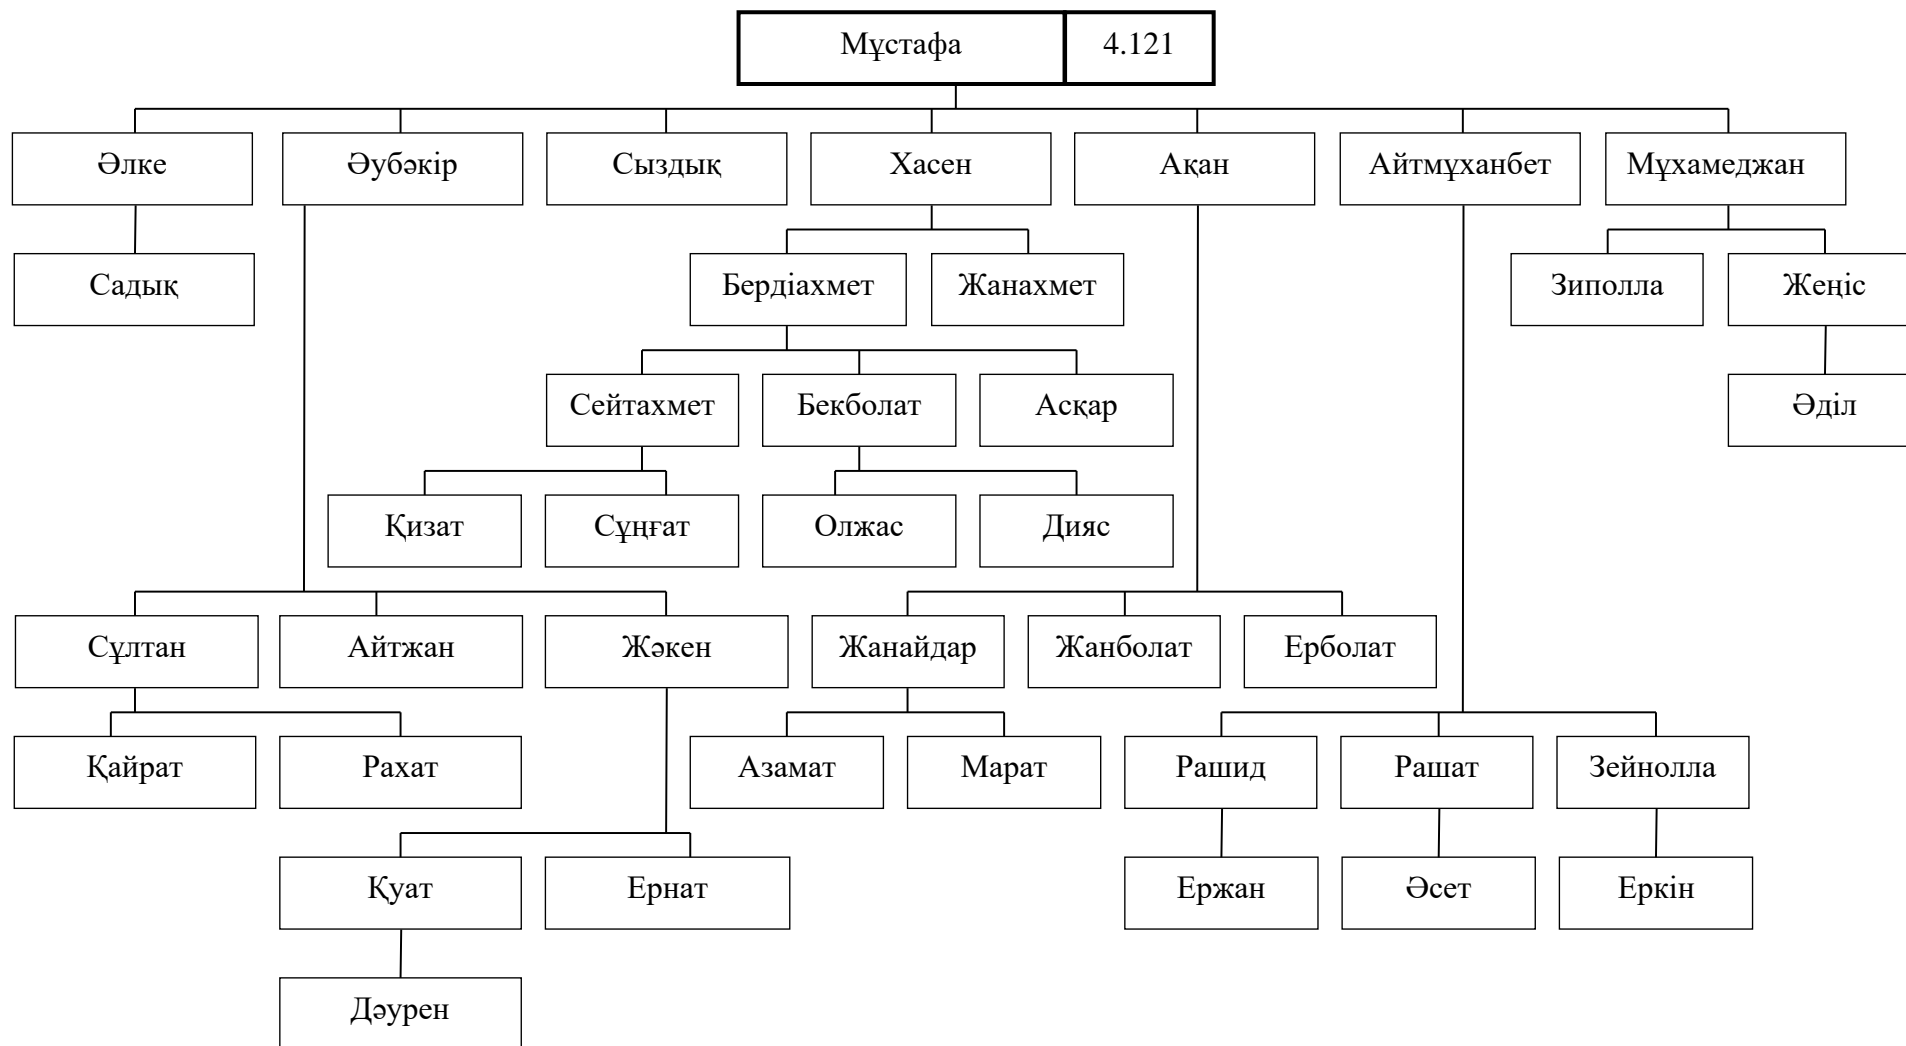 Мұстафа 4.121
Әлке Әубәкір Сыздық Хасен Ақан Айтмұханбет Мұхамеджан
Садық Бердіахмет Жанахмет Зиполла Жеңіс
Сейтахмет Бекболат Асқар Әділ
Қизат Сұңғат Олжас Дияс
Сұлтан Айтжан Жәкен Жанайдар Жанболат Ерболат
Қайрат Рахат Азамат Марат Рашид Рашат Зейнолла
Қуат Ернат Ержан Әсет Еркін
Дәурен